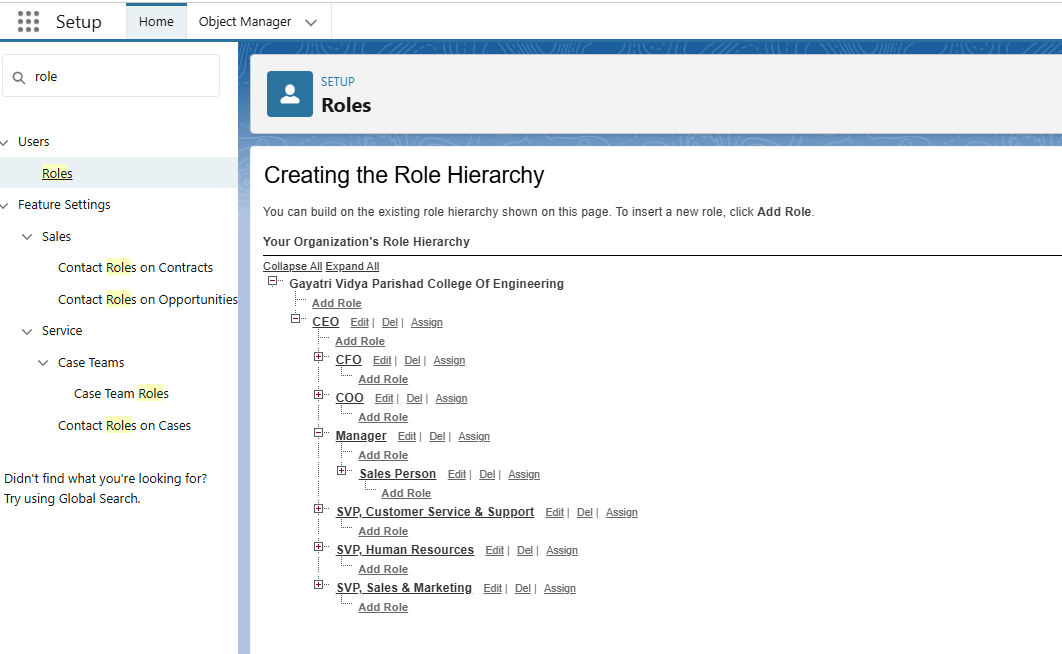 Setup Home Object Manager
role
Users
Roles
Feature Settings
Sales
Contact Roles on Contracts
Contact Roles on Opportunities
Service
Case Teams
Case Team Roles
Contact Roles on Cases
Didn't find what you're looking for?
Try using Global Search.
SETUP
Roles
Creating the Role Hierarchy
You can build on the existing role hierarchy shown on this page. To insert a new role, click Add Role.
Your Organization's Role Hierarchy
Collapse All Expand All
Gayatri Vidya Parishad College Of Engineering
Add Role
CEO Edit | Del | Assign
Add Role
CFO Edit | Del | Assign
Add Role
COO Edit | Del | Assign
Add Role
Manager Edit | Del | Assign
Add Role
Sales Person Edit | Del | Assign
Add Role
SVP, Customer Service & Support Edit | Del | Assign
Add Role
SVP, Human Resources Edit | Del | Assign
Add Role
SVP, Sales & Marketing Edit | Del | Assign
Add Role